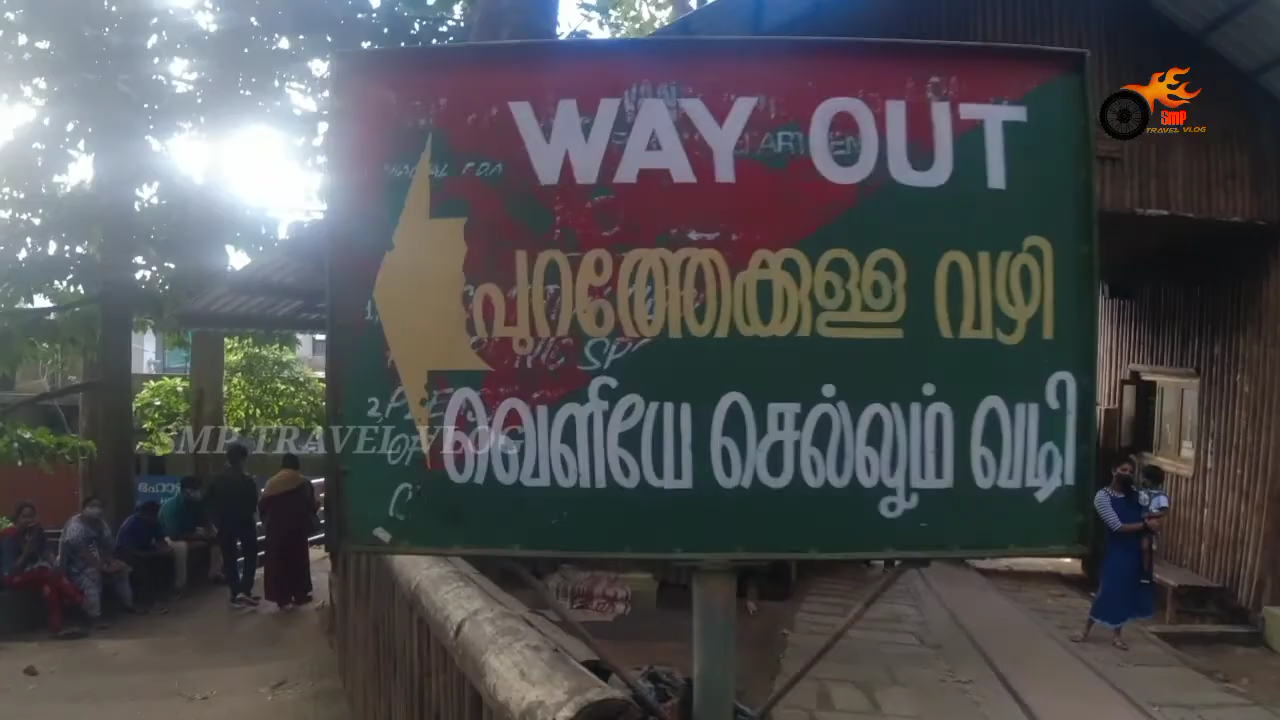 WAY OUT
പുറത്തേക്കുള്ള വഴി
வெளியே செல்லும் வழி
SMP TRAVEL VLOG
SMP
TRAVEL VLOG